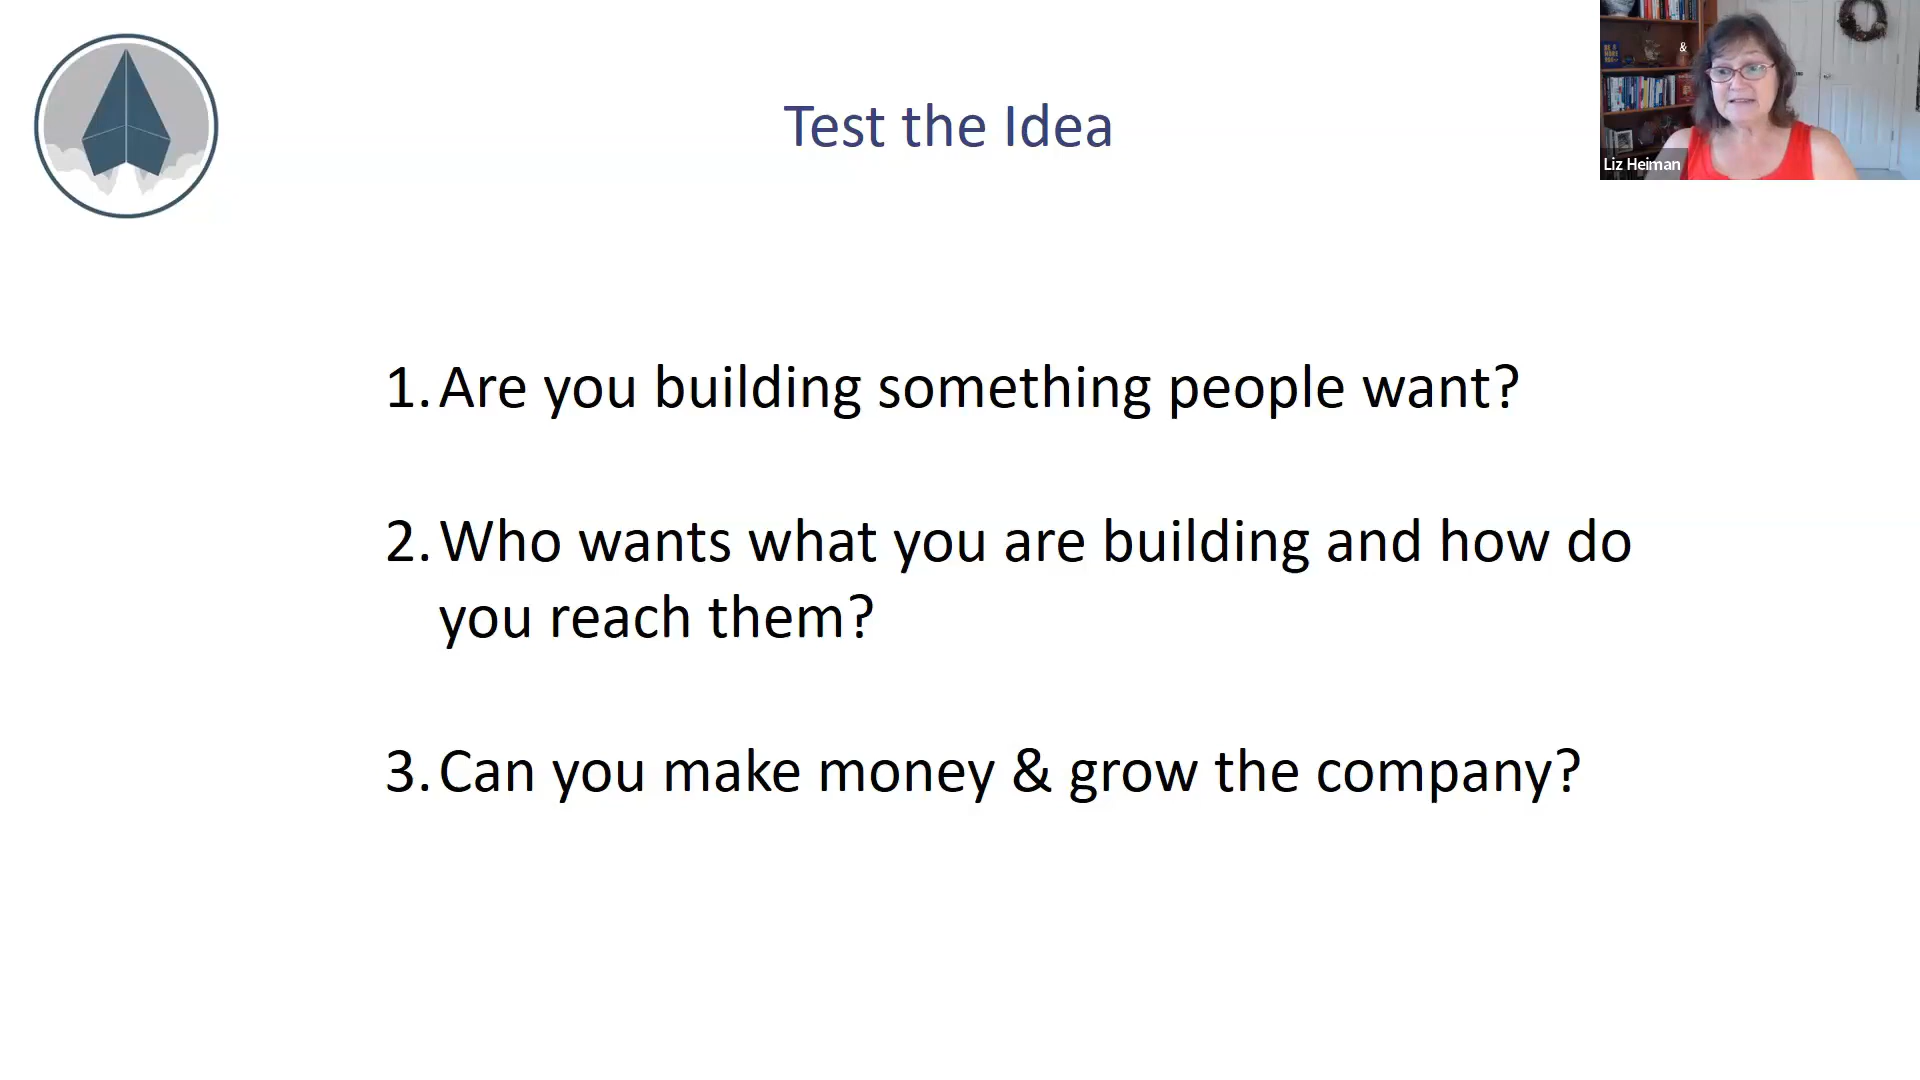 Test the Idea
&
Liz Heiman
1. Are you building something people want?
2. Who wants what you are building and how do
you reach them?
3. Can you make money & grow the company?